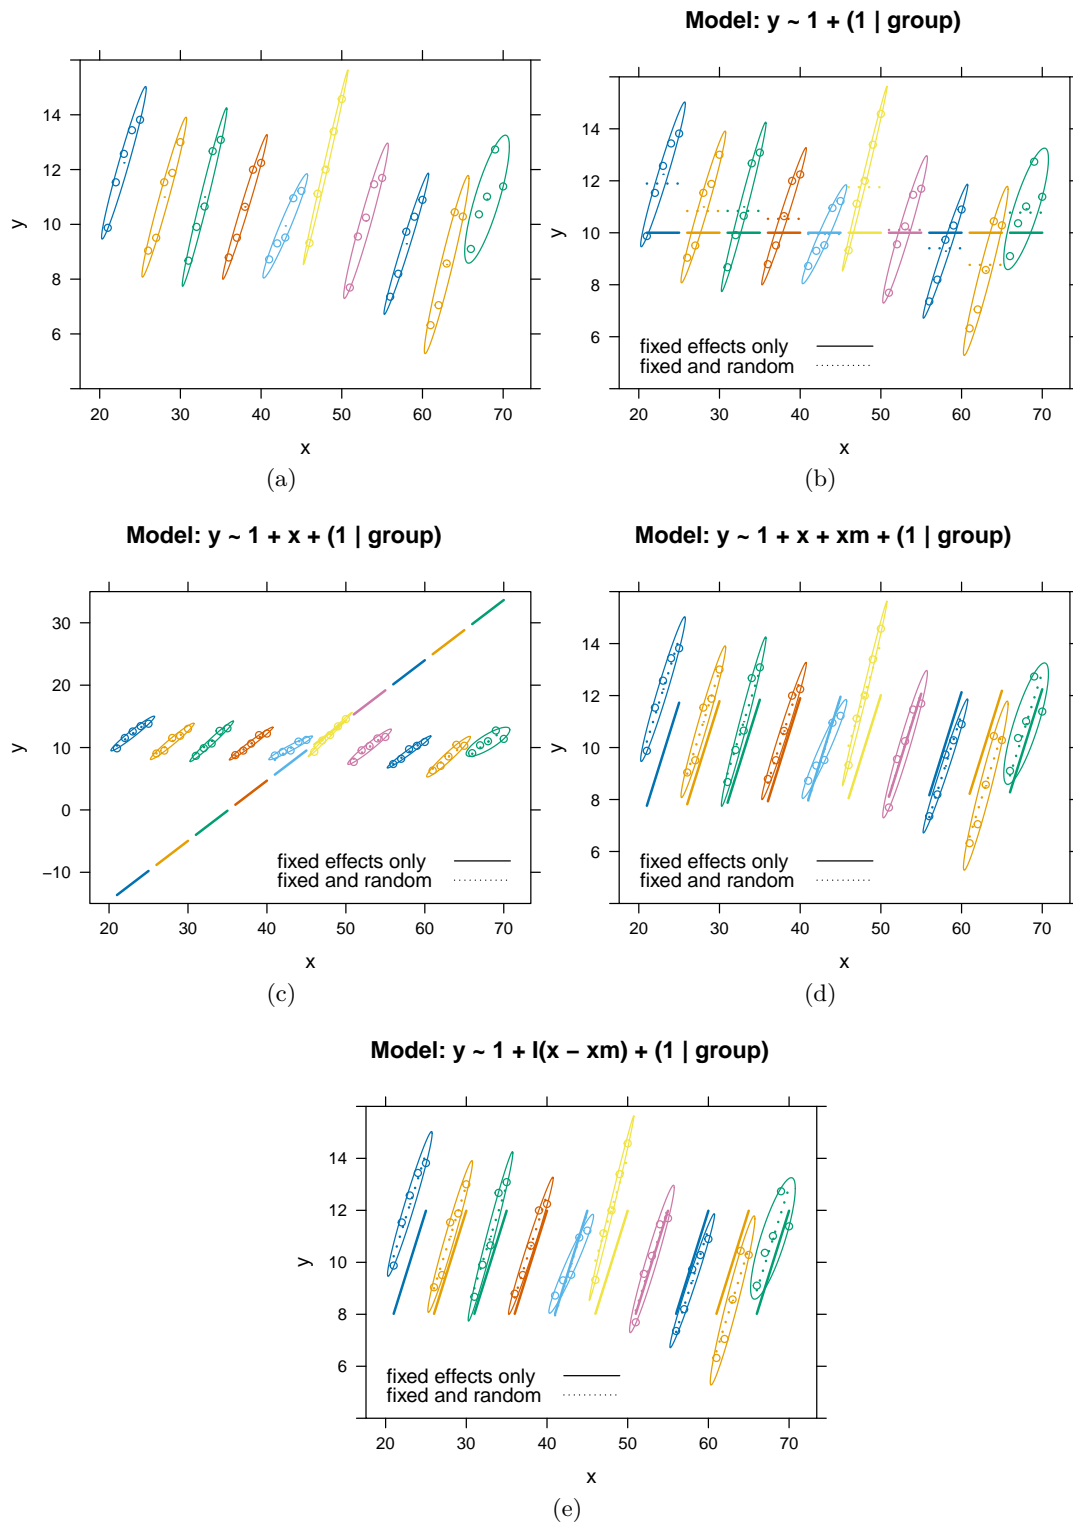 Model: y ~ 1 + (1 | group)
14
12
10
8
6
y
20 30 40 50 60 70
x
(a)
14
12
10
8
6
y
fixed effects only
fixed and random
20 30 40 50 60 70
x
(b)
Model: y ~ 1 + x + (1 | group)
30
20
10
0
−10
y
fixed effects only
fixed and random
20 30 40 50 60 70
x
(c)
Model: y ~ 1 + x + xm + (1 | group)
14
12
10
8
6
y
fixed effects only
fixed and random
20 30 40 50 60 70
x
(d)
Model: y ~ 1 + I(x − xm) + (1 | group)
14
12
10
8
6
y
fixed effects only
fixed and random
20 30 40 50 60 70
x
(e)